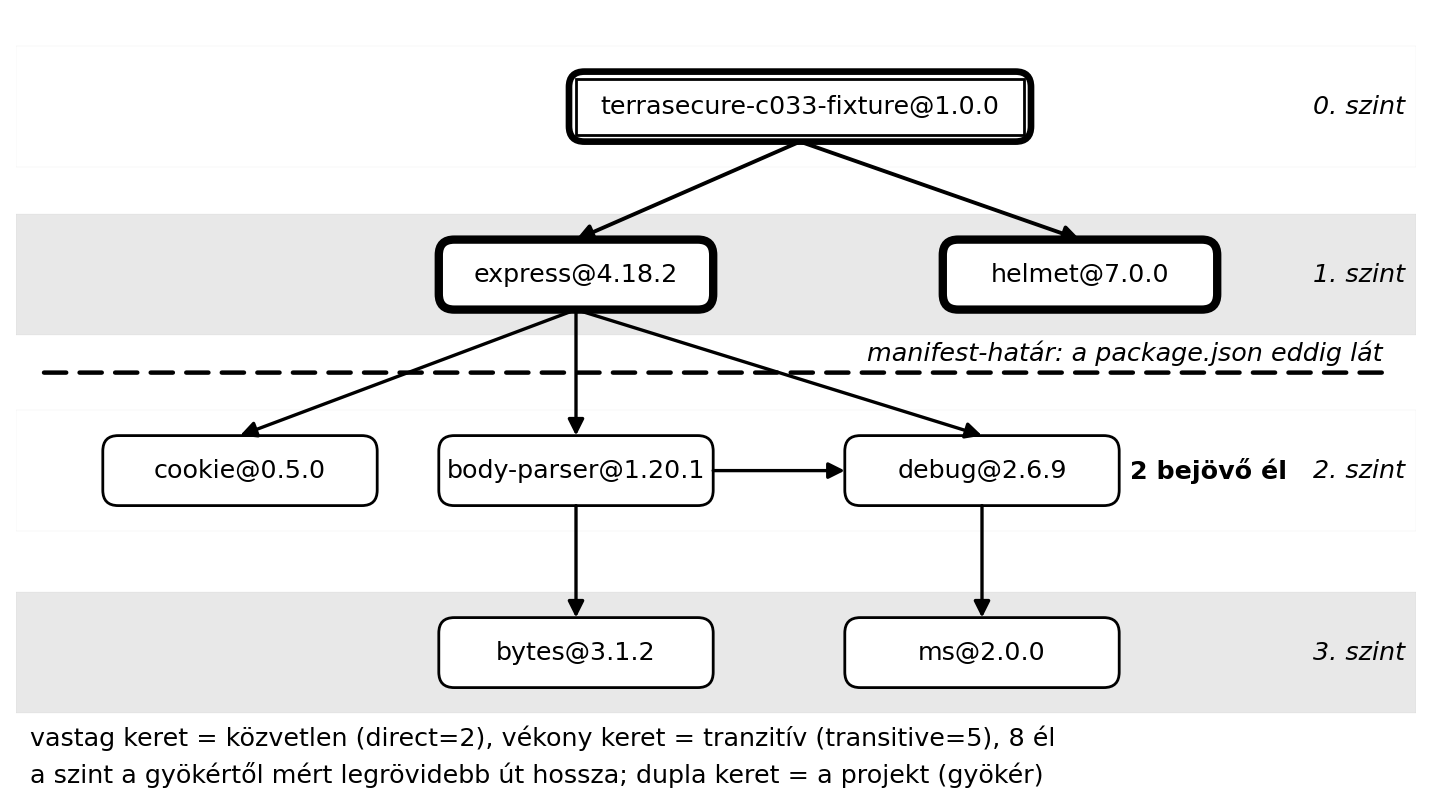 terrasecure-c033-fixture@1.0.0
0. szint
express@4.18.2
helmet@7.0.0
1. szint
manifest-határ: a package.json eddig lát
cookie@0.5.0
body-parser@1.20.1
debug@2.6.9
2 bejövő él
2. szint
bytes@3.1.2
ms@2.0.0
3. szint
vastag keret = közvetlen (direct=2), vékony keret = tranzitív (transitive=5), 8 él
a szint a gyökértől mért legrövidebb út hossza; dupla keret = a projekt (gyökér)